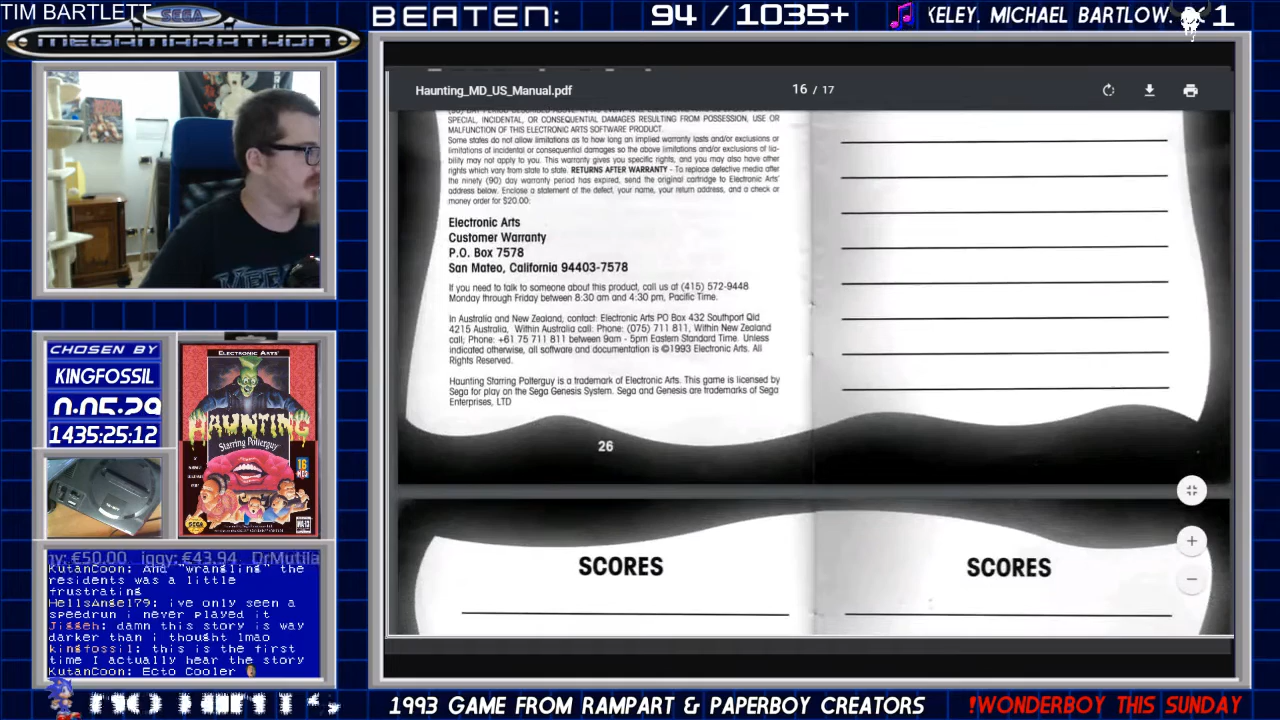 TIM BARTLETT
SEGA
MEGAMARATHON
BEATEN: 94 /1035+
KELEY. MICHAEL BARTLOW.
1
Haunting_MD_US_Manual.pdf
16 / 17
SPECIAL, INCIDENTAL, OR CONSEQUENTIAL DAMAGES RESULTING FROM POSSESSION, USE OR
MALFUNCTION OF THIS ELECTRONIC ARTS SOFTWARE PRODUCT.
Some states do not allow limitations as to how long an implied warranty lasts and/or exclusions or
limitations of incidental or consequential damages so the above limitations and/or exclusions of lia-
bility may not apply to you. This warranty gives you specific rights, and you may also have other
rights which vary from state to state. RETURNS AFTER WARRANTY - To replace defective media after
the ninety (90) day warranty period has expired, send the original cartridge to Electronic Arts'
address below. Enclose a statement of the defect, your name, your return address, and a check or
money order for $20.00:
Electronic Arts
Customer Warranty
P.O. Box 7578
San Mateo, California 94403-7578
If you need to talk to someone about this product, call us at (415) 572-9448
Monday through Friday between 8:30 am and 4:30 pm, Pacific Time.
In Australia and New Zealand, contact: Electronic Arts PO Box 432 Southport Qld
4215 Australia, Within Australia call: Phone: (075) 711 811, Within New Zealand
call; Phone: +61 75 711 811 between 9am - 5pm Eastern Standard Time. Unless
indicated otherwise, all software and documentation is ©1993 Electronic Arts. All
Rights Reserved.
Haunting Starring Polterguy is a trademark of Electronic Arts. This game is licensed by
Sega for play on the Sega Genesis System. Sega and Genesis are trademarks of Sega
Enterprises, LTD
26
SCORES
SCORES
CHOSEN BY
KINGFOSSIL
0:05:29
1435:25:12
ELECTRONIC ARTS
HAUNTING
Starring Polterguy
16
SEGA
€50.00 iggy: €43.94 DrMutila
KutanCoon: And "wrangling" the
residents was a little
frustrating
HellsAngel79: ive only seen a
speedrun i never played it
Jiggeh: damn this story is way
darker than i thought lmao
kingfossil: this is the first
time I actually hear the story
KutanCoon: Ecto Cooler
1993 GAME FROM RAMPART & PAPERBOY CREATORS
!WONDERBOY THIS SUNDAY